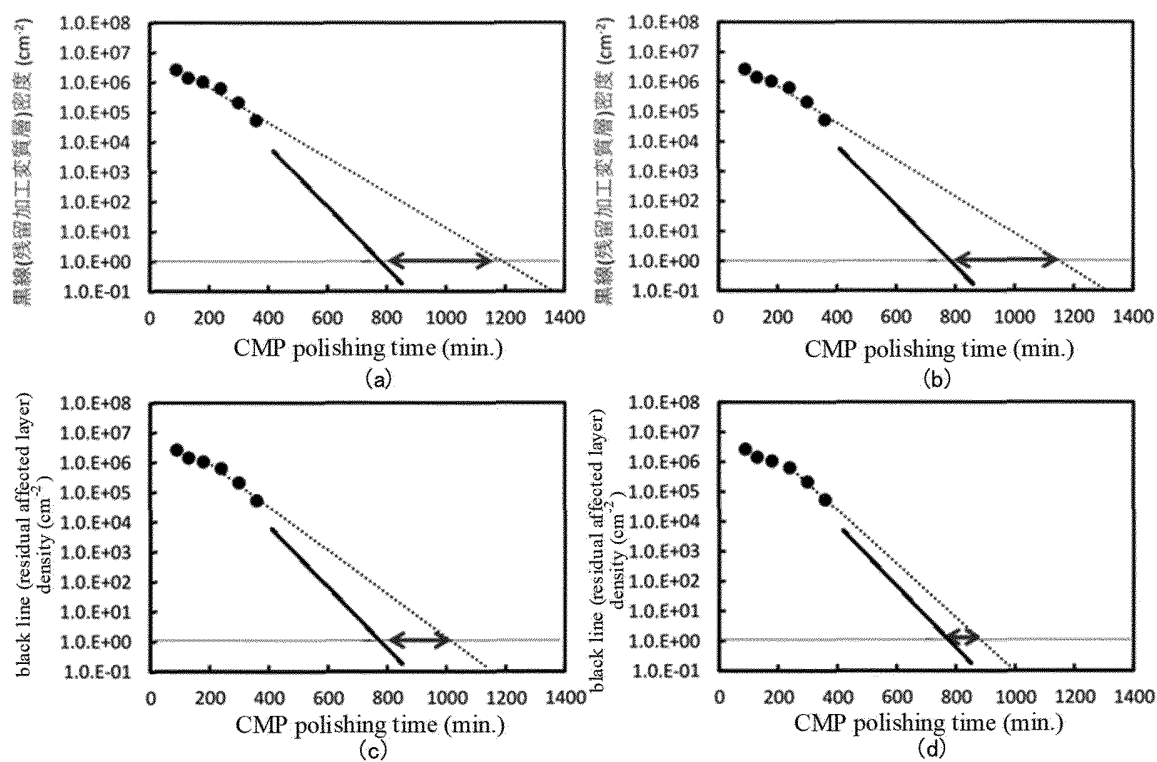 黒線(残留加工変質層)密度 (cm-2)
1.0.E+08
1.0.E+07
1.0.E+06
1.0.E+05
1.0.E+04
1.0.E+03
1.0.E+02
1.0.E+01
1.0.E+00
1.0.E-01
0 200 400 600 800 1000 1200 1400
CMP polishing time (min.)
(a)
黒線(残留加工変質層)密度 (cm-2)
1.0.E+08
1.0.E+07
1.0.E+06
1.0.E+05
1.0.E+04
1.0.E+03
1.0.E+02
1.0.E+01
1.0.E+00
1.0.E-01
0 200 400 600 800 1000 1200 1400
CMP polishing time (min.)
(b)
black line (residual affected layer)
density (cm-2)
1.0.E+08
1.0.E+07
1.0.E+06
1.0.E+05
1.0.E+04
1.0.E+03
1.0.E+02
1.0.E+01
1.0.E+00
1.0.E-01
0 200 400 600 800 1000 1200 1400
CMP polishing time (min.)
(c)
black line (residual affected layer)
density (cm-2)
1.0.E+08
1.0.E+07
1.0.E+06
1.0.E+05
1.0.E+04
1.0.E+03
1.0.E+02
1.0.E+01
1.0.E+00
1.0.E-01
0 200 400 600 800 1000 1200 1400
CMP polishing time (min.)
(d)